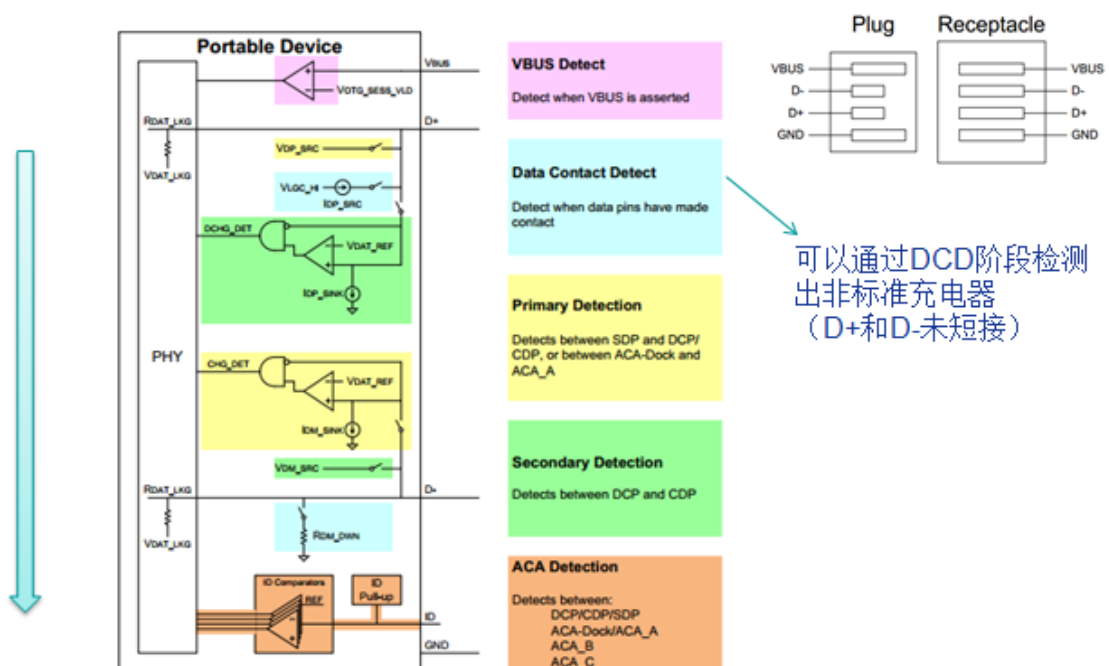 Portable Device
VBUS
VOTG_SESS_VLD
RDAT_LKG
D+
VDP_SRC
VDAT_LKG
VLGC_HI
IDP_SRC
DCHG_DET
VDAT_REF
IDP_SINK
PHY
CHG_DET
VDAT_REF
IDM_SINK
VDM_SRC
RDAT_LKG
D+
RDM_DWN
VDAT_LKG
ID Comparators
REF
ID
Pull-up
ID
GND
VBUS Detect
Detect when VBUS is asserted
Data Contact Detect
Detect when data pins have made
contact
Primary Detection
Detects between SDP and DCP/
CDP, or between ACA-Dock and
ACA_A
Secondary Detection
Detects between DCP and CDP
ACA Detection
Detects between:
DCP/CDP/SDP
ACA-Dock/ACA_A
ACA_B
ACA_C
Plug
VBUS
D-
D+
GND
Receptacle
VBUS
D-
D+
GND
可以通过DCD阶段检测
出非标准充电器
（D+和D-未短接）